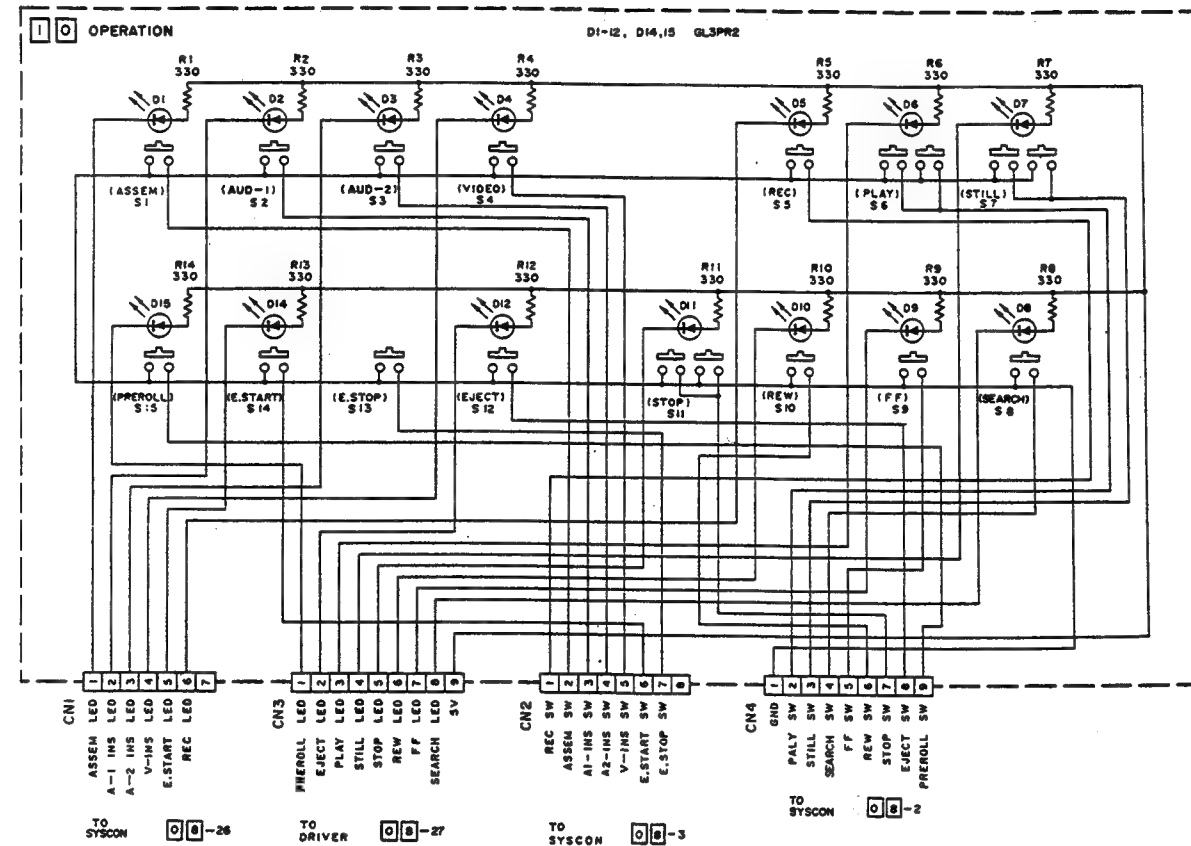 1 0 OPERATION
D1-12, D14,15 GL3PR2
R1 330
R2 330
R3 330
R4 330
R5 330
R6 330
R7 330
D1
D2
D3
D4
D5
D6
D7
(ASSEM) S1
(AUD-1) S2
(AUD-2) S3
(VIDEO) S4
(REC) S5
(PLAY) S6
(STILL) S7
R14 330
R13 330
R12 330
R11 330
R10 330
R9 330
R8 330
D15
D14
D12
D11
D10
D9
D8
(PREROLL) S15
(E.START) S14
(E.STOP) S13
(EJECT) S12
(STOP) S11
(REW) S10
(FF) S9
(SEARCH) S8
CN1
1 2 3 4 5 6 7
ASSEM LED
A-1 INS LED
A-2 INS LED
V-INS LED
E.START LED
REC LED
TO SYSCON 0 8 -26
CN3
1 2 3 4 5 6 7 8 9
PREROLL LED
EJECT LED
PLAY LED
STILL LED
STOP LED
REW LED
FF LED
SEARCH LED
5V
TO DRIVER 0 8 -27
CN2
1 2 3 4 5 6 7 8
REC SW
ASSEM SW
A1-INS SW
A2-INS SW
V-INS SW
E.START SW
E.STOP SW
TO SYSCON 0 8 -3
CN4
1 2 3 4 5 6 7 8 9
GND
PALY SW
STILL SW
SEARCH SW
FF SW
REW SW
STOP SW
EJECT SW
PREROLL SW
TO SYSCON 0 8 -2